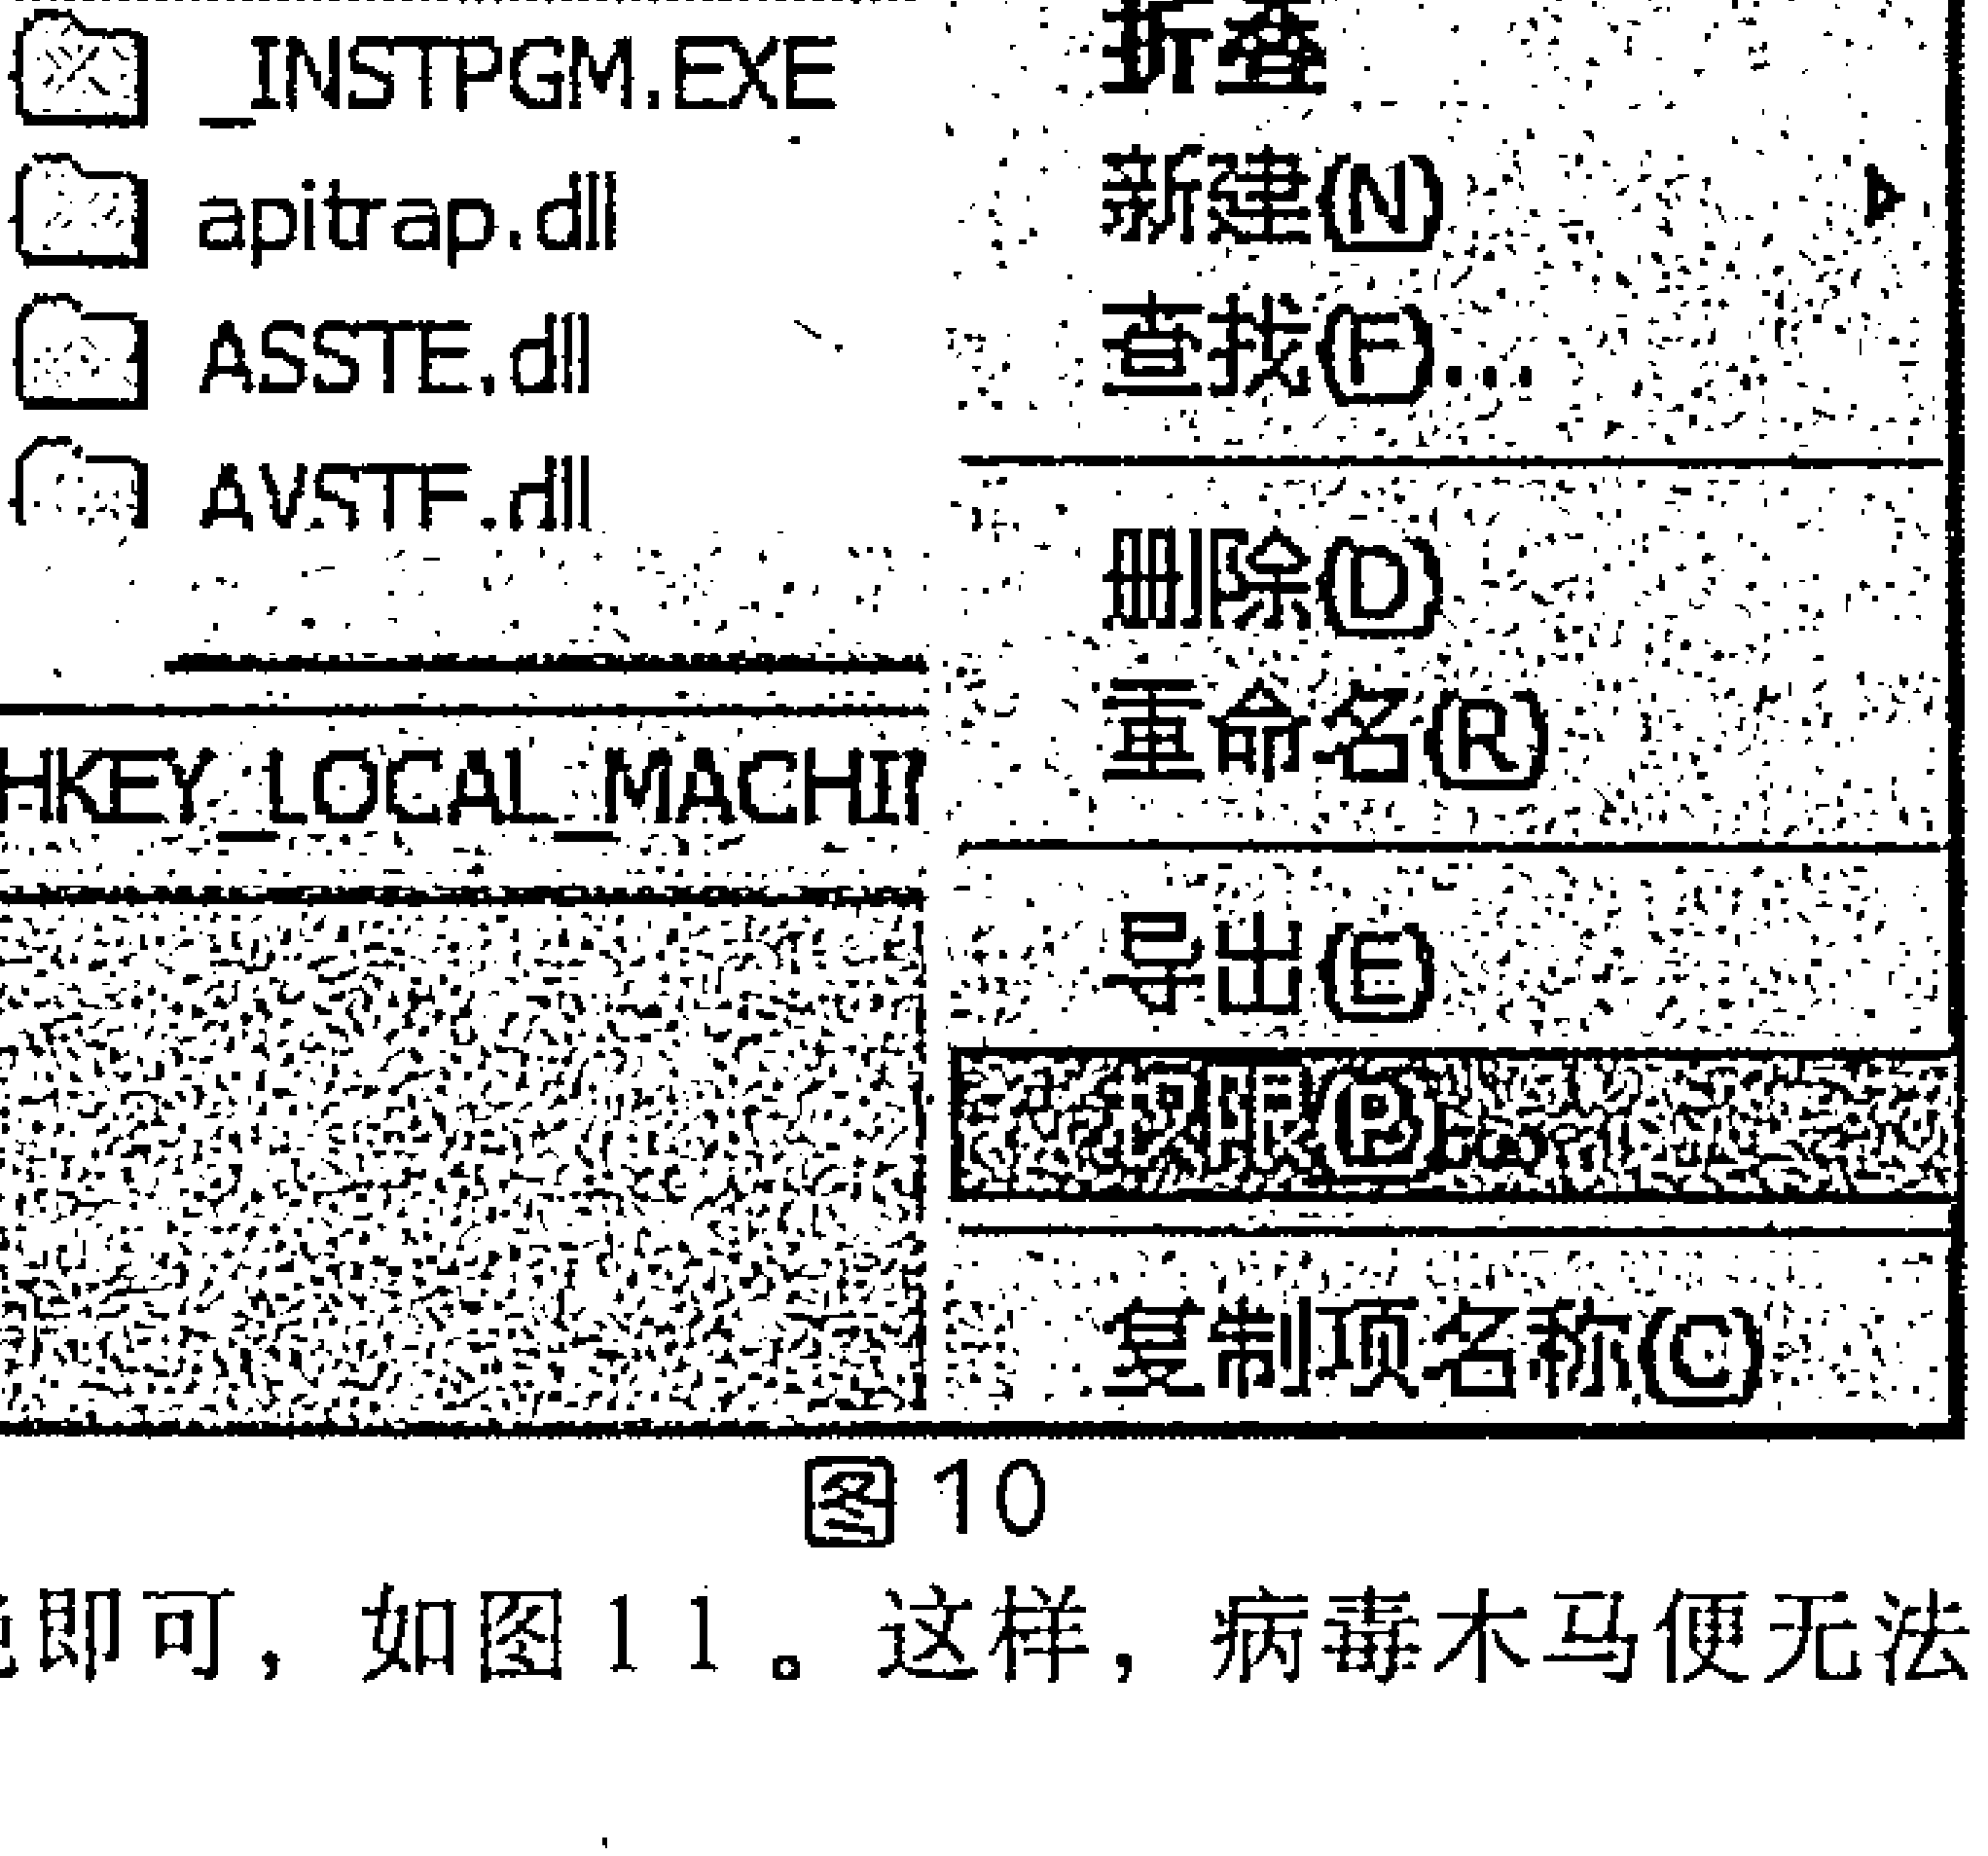 _INSTPGM.EXE
apitrap.dll
ASSTE.dll
AVSTE.dll
HKEY_LOCAL_MACHI
折叠
新建(N)
查找(F)...
删除(D)
重命名(R)
导出(E)
权限(P)...
复制项名称(C)
图 10
即可，如图11。这样，病毒木马便无法